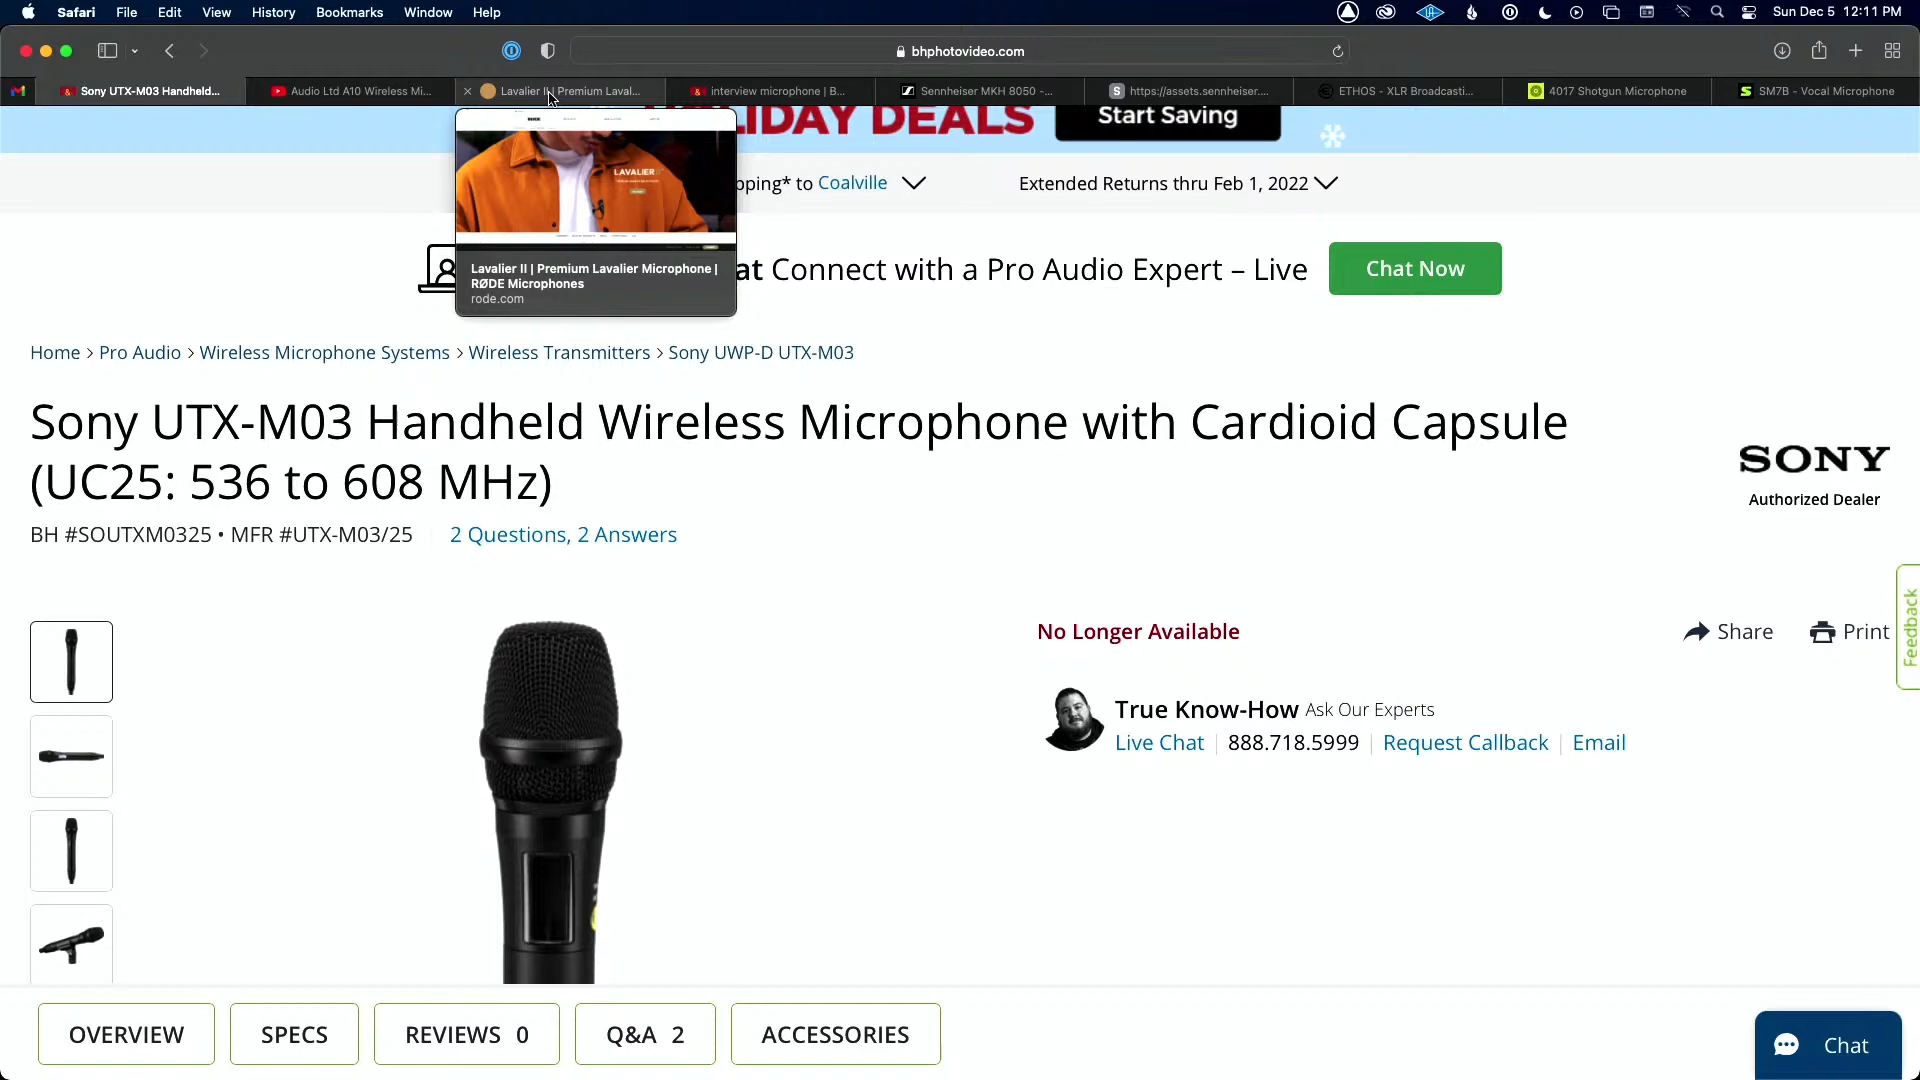 Safari File Edit View History Bookmarks Window Help Sun Dec 5 12:11 PM
bhphotovideo.com
Sony UTX-M03 Handheld... Audio Ltd A10 Wireless Mi... Lavalier II | Premium Laval... interview microphone | B... Sennheiser MKH 8050 -... https://assets.sennheiser.... ETHOS - XLR Broadcasti... 4017 Shotgun Microphone SM7B - Vocal Microphone
LIDAY DEALS Start Saving
pping* to Coalville Extended Returns thru Feb 1, 2022
LAVALIER
Lavalier II | Premium Lavalier Microphone |
RØDE Microphones
rode.com
at Connect with a Pro Audio Expert – Live Chat Now
Home > Pro Audio > Wireless Microphone Systems > Wireless Transmitters > Sony UWP-D UTX-M03
Sony UTX-M03 Handheld Wireless Microphone with Cardioid Capsule
(UC25: 536 to 608 MHz)
SONY
Authorized Dealer
BH #SOUTXM0325 • MFR #UTX-M03/25 2 Questions, 2 Answers
No Longer Available Share Print
Feedback
True Know-How Ask Our Experts
Live Chat 888.718.5999 Request Callback Email
OVERVIEW SPECS REVIEWS 0 Q&A 2 ACCESSORIES
Chat